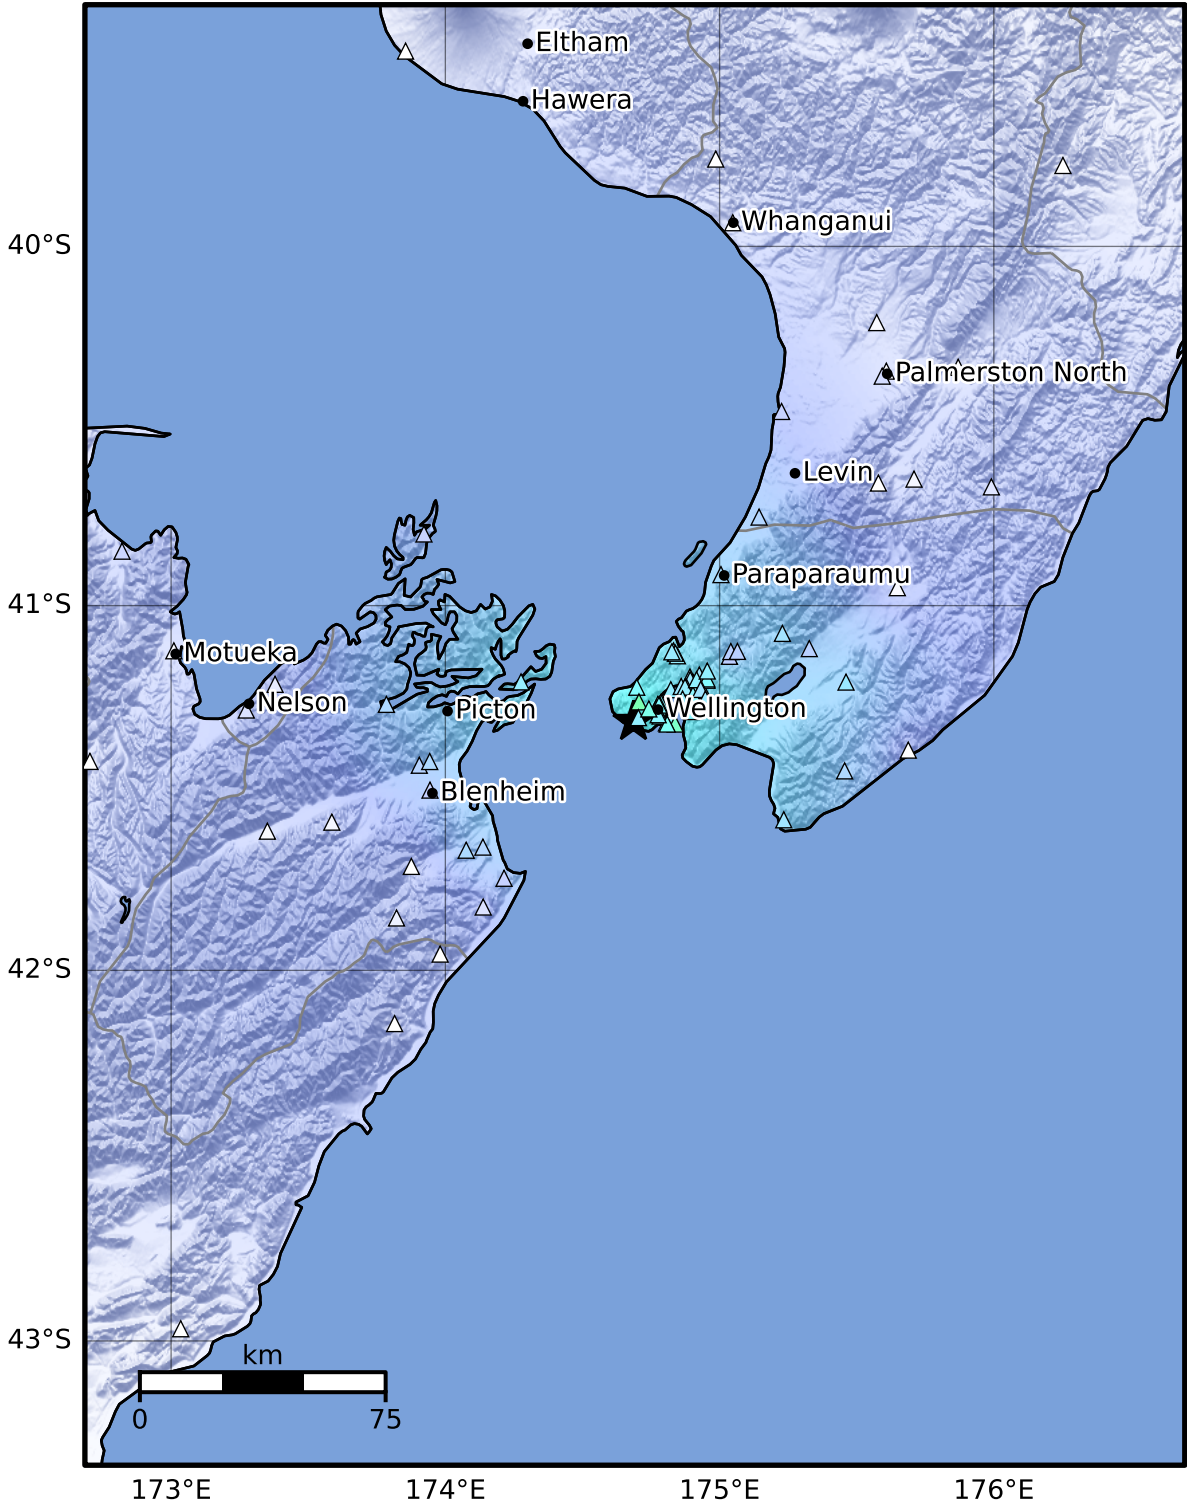 Eltham
Hawera
Whanganui
40°S
Palmerston North
Levin
Paraparaumu
41°S
Motueka
Nelson
Picton
Wellington
Blenheim
42°S
43°S
km
0
75
173°E
174°E
175°E
176°E